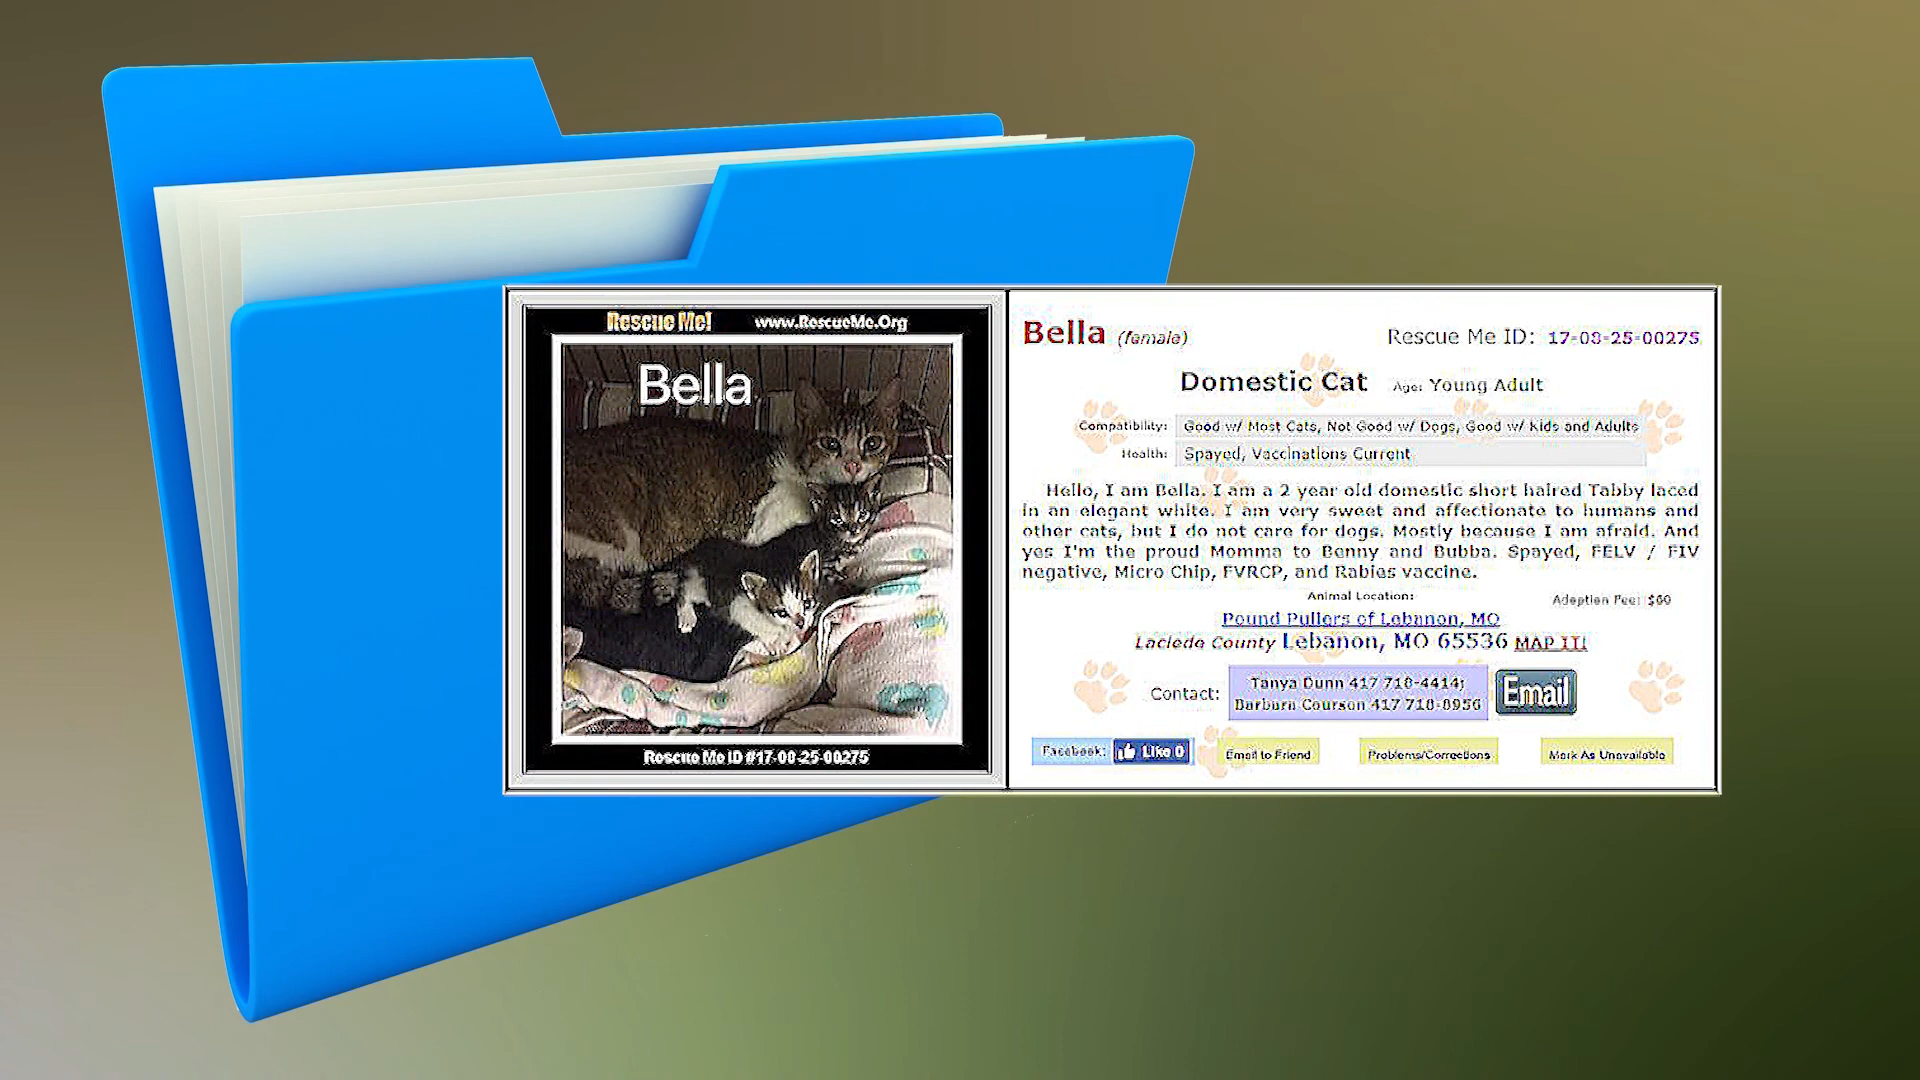 Rescue Me! www.RescueMe.Org
Bella
Rescue Me ID #17-08-25-00275
Bella (female) Rescue Me ID: 17-08-25-00275
Domestic Cat Age: Young Adult
Compatibility: Good w/ Most Cats, Not Good w/ Dogs, Good w/ Kids and Adults
Health: Spayed, Vaccinations Current
Hello, I am Bella. I am a 2 year old domestic short haired Tabby laced
in an elegant white. I am very sweet and affectionate to humans and
other cats, but I do not care for dogs. Mostly because I am afraid. And
yes I'm the proud Momma to Benny and Bubba. Spayed, FELV / FIV
negative, Micro Chip, FVRCP, and Rabies vaccine.
Animal Location: Adoption Fee: $60
Pound Pullers of Lebanon, MO
Laclede County Lebanon, MO 65536 MAP IT!
Contact: Tanya Dunn 417 718-4414;
Barbara Courson 417 718-8956
Email
Facebook: Like 0 Email to Friend Problems/Corrections Mark As Unavailable